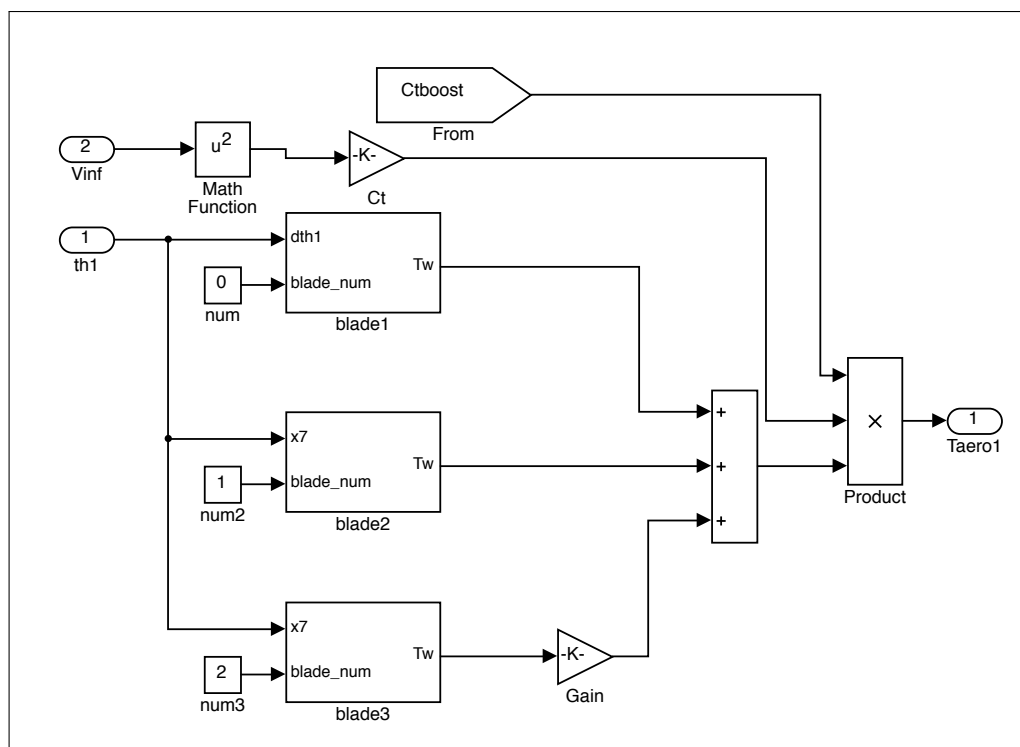 Ctboost
From
2
Vinf
u²
Math
Function
-K-
Ct
1
th1
dth1
Tw
0
num
blade_num
blade1
+
1
Taero1
×
Product
x7
Tw
+
1
num2
blade_num
blade2
+
x7
Tw
-K-
Gain
2
num3
blade_num
blade3